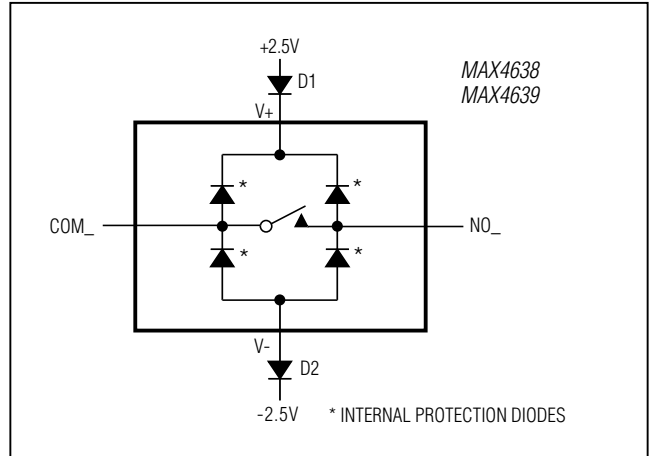 +2.5V
MAX4638
MAX4639
D1
V+
*
*
COM_
NO_
*
*
V-
D2
-2.5V
* INTERNAL PROTECTION DIODES